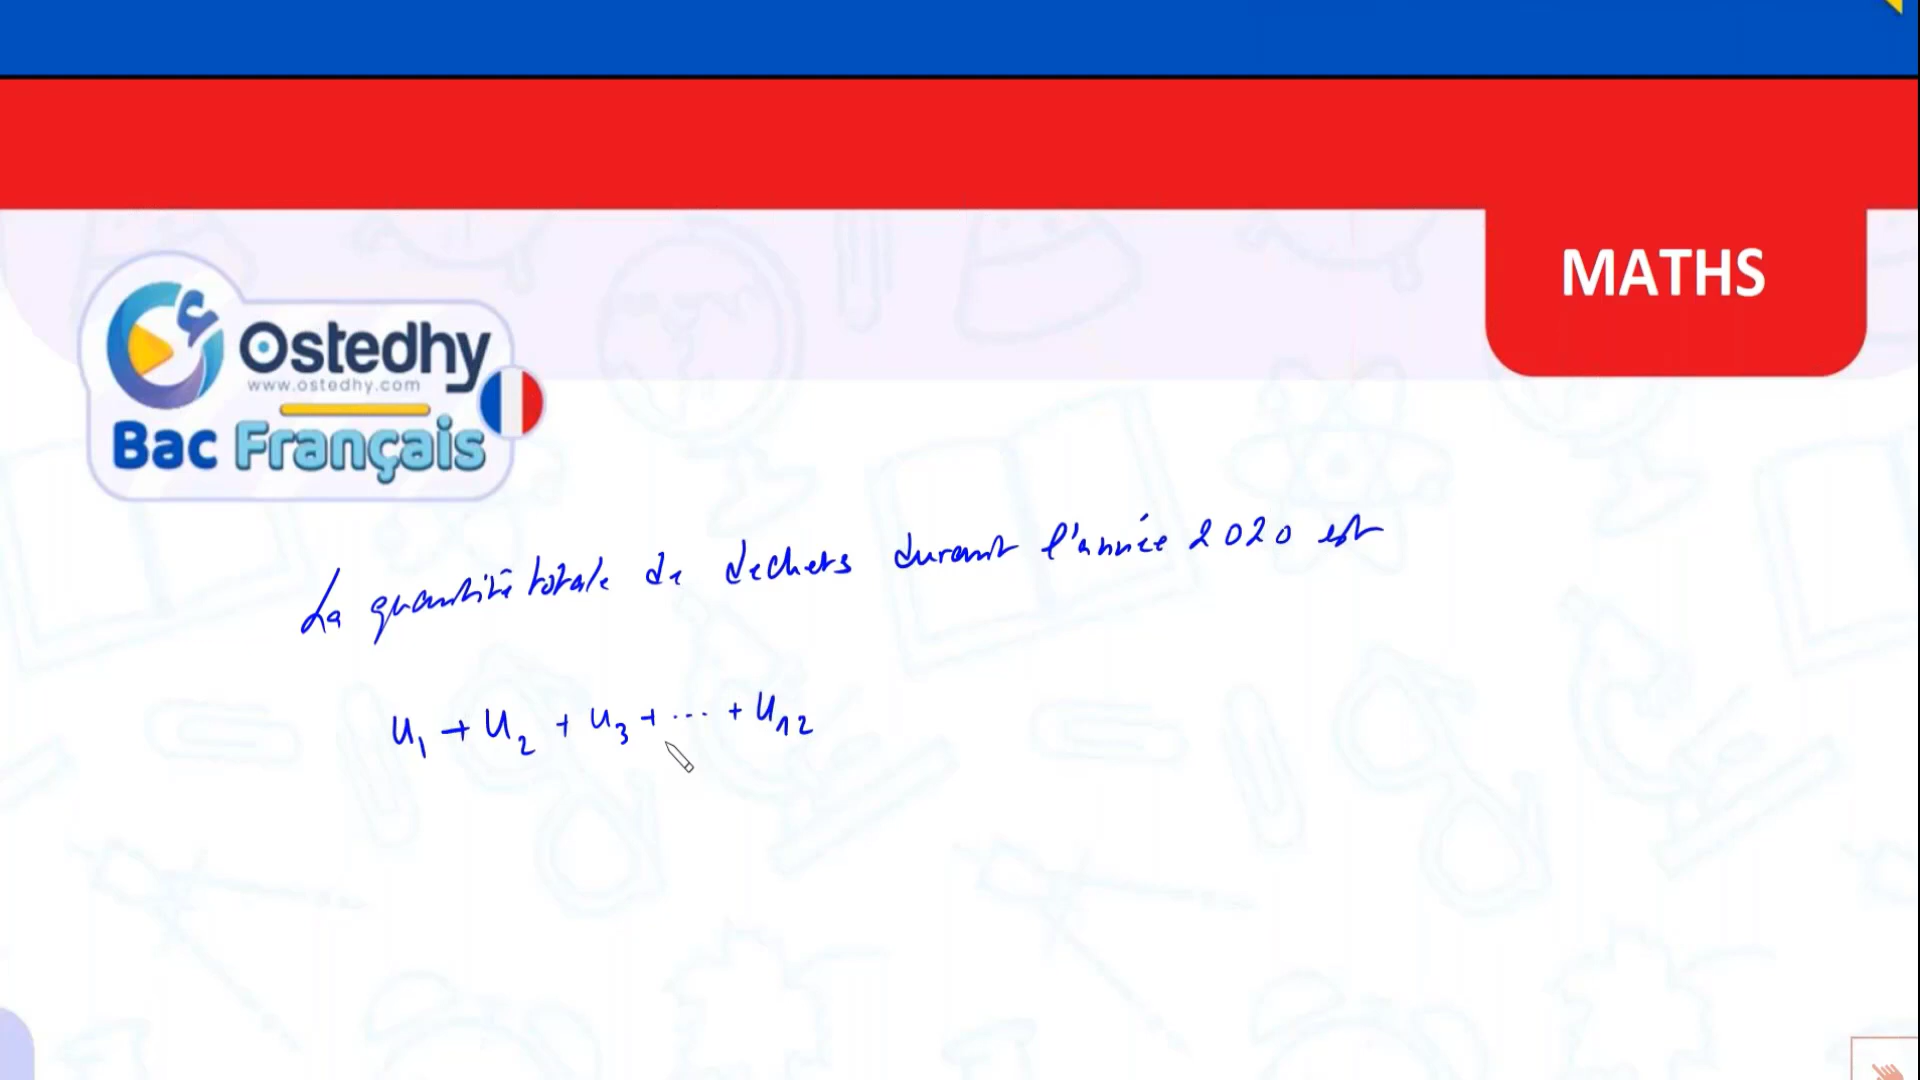 MATHS
Ostedhy
www.ostedhy.com
Bac Français
La quantité totale de dechets durant l'année 2020 est
u₁ + u₂ + u₃ + ... + u₁₂